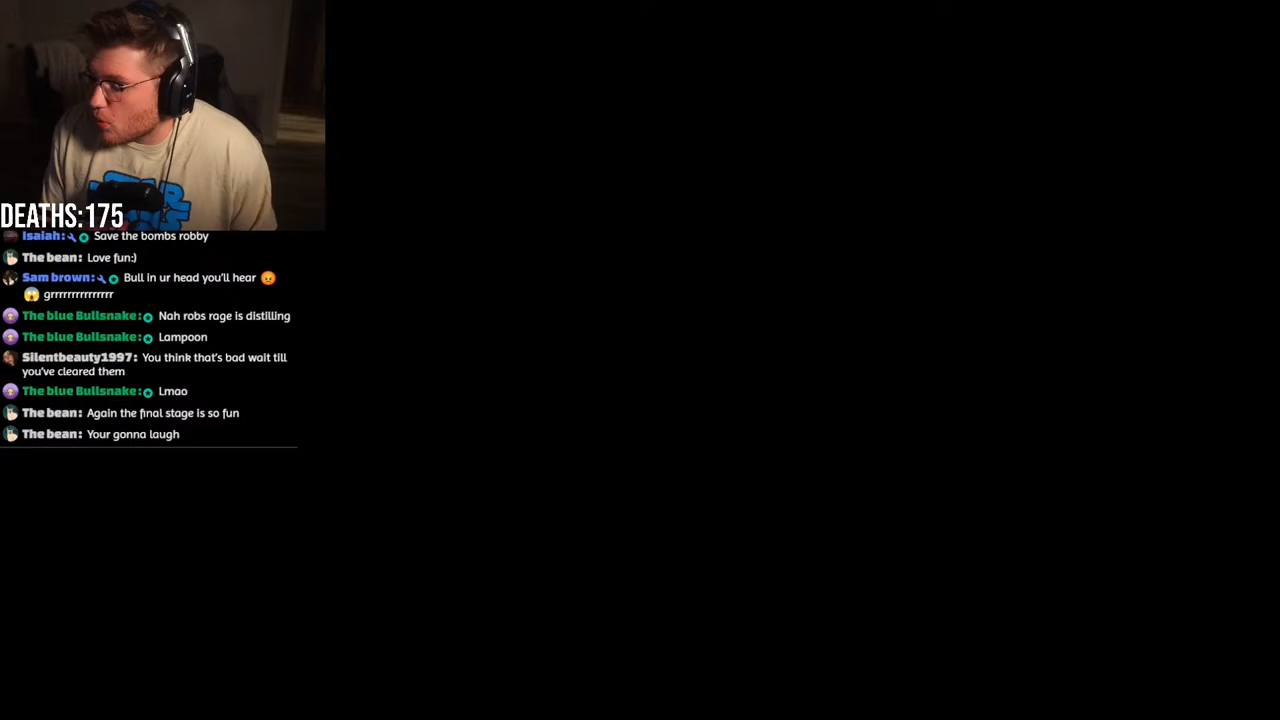 DEATHS:175
isaiah: Save the bombs robby
The bean: Love fun:)
Sam brown: Bull in ur head you'll hear 😡
😱 grrrrrrrrrrrrrrr
The blue Bullsnake: Nah robs rage is distilling
The blue Bullsnake: Lampoon
Silentbeauty1997: You think that's bad wait till
you've cleared them
The blue Bullsnake: Lmao
The bean: Again the final stage is so fun
The bean: Your gonna laugh